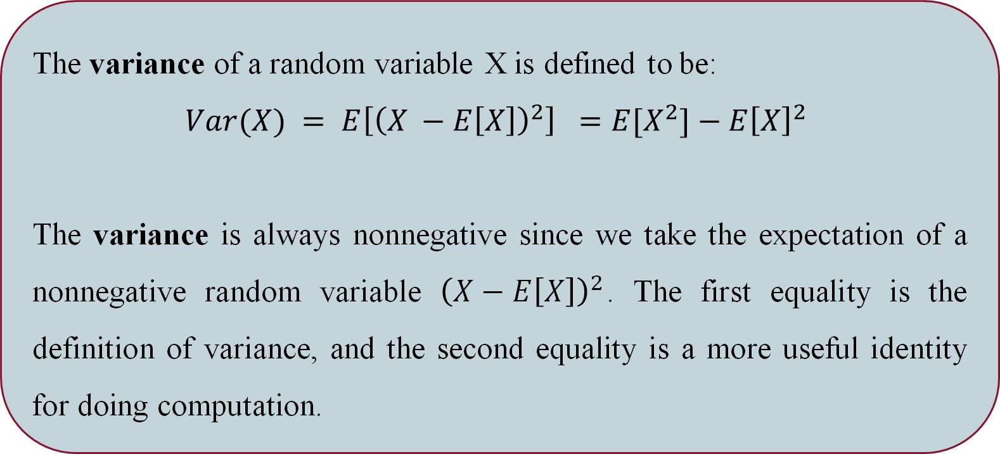 The variance of a random variable X is defined to be:
Var(X) = E[(X − E[X])²] = E[X²] − E[X]²
The variance is always nonnegative since we take the expectation of a
nonnegative random variable (X − E[X])². The first equality is the
definition of variance, and the second equality is a more useful identity
for doing computation.